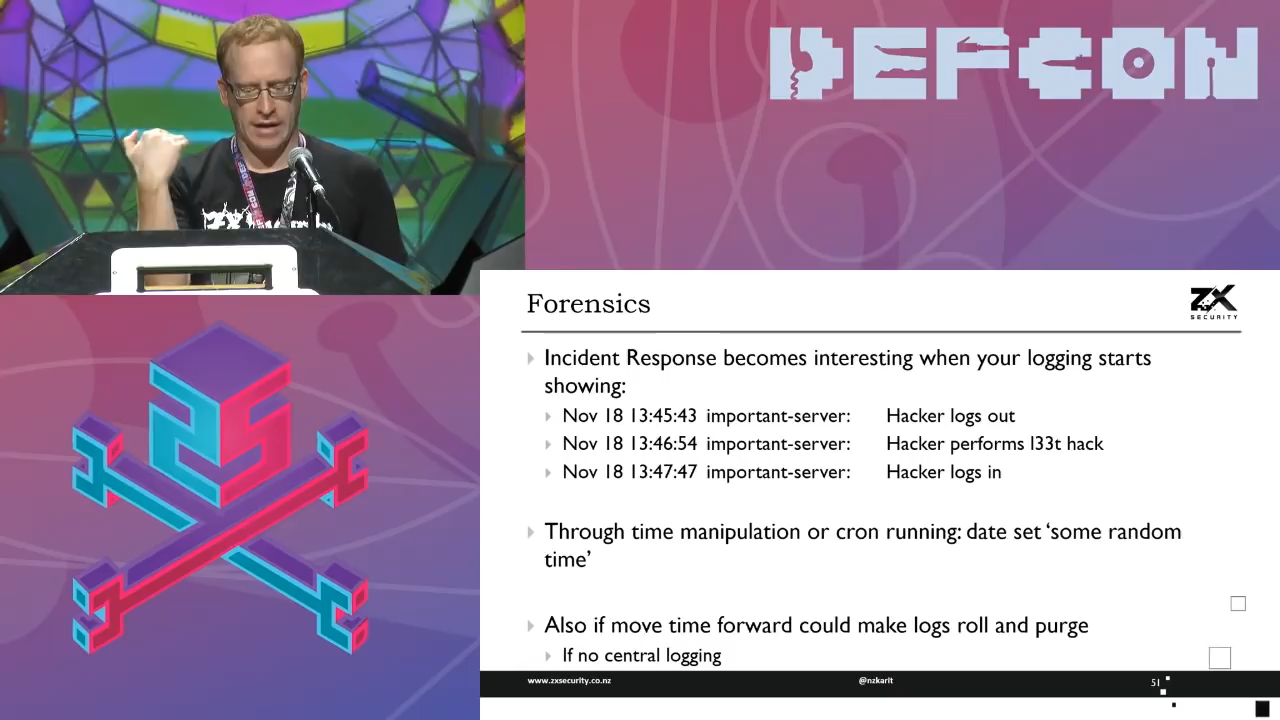 DEFCON
Forensics
ZX
SECURITY
Incident Response becomes interesting when your logging starts
showing:
Nov 18 13:45:43 important-server: Hacker logs out
Nov 18 13:46:54 important-server: Hacker performs l33t hack
Nov 18 13:47:47 important-server: Hacker logs in
Through time manipulation or cron running: date set ‘some random
time’
Also if move time forward could make logs roll and purge
If no central logging
www.zxsecurity.co.nz
@nzkarit
51
25